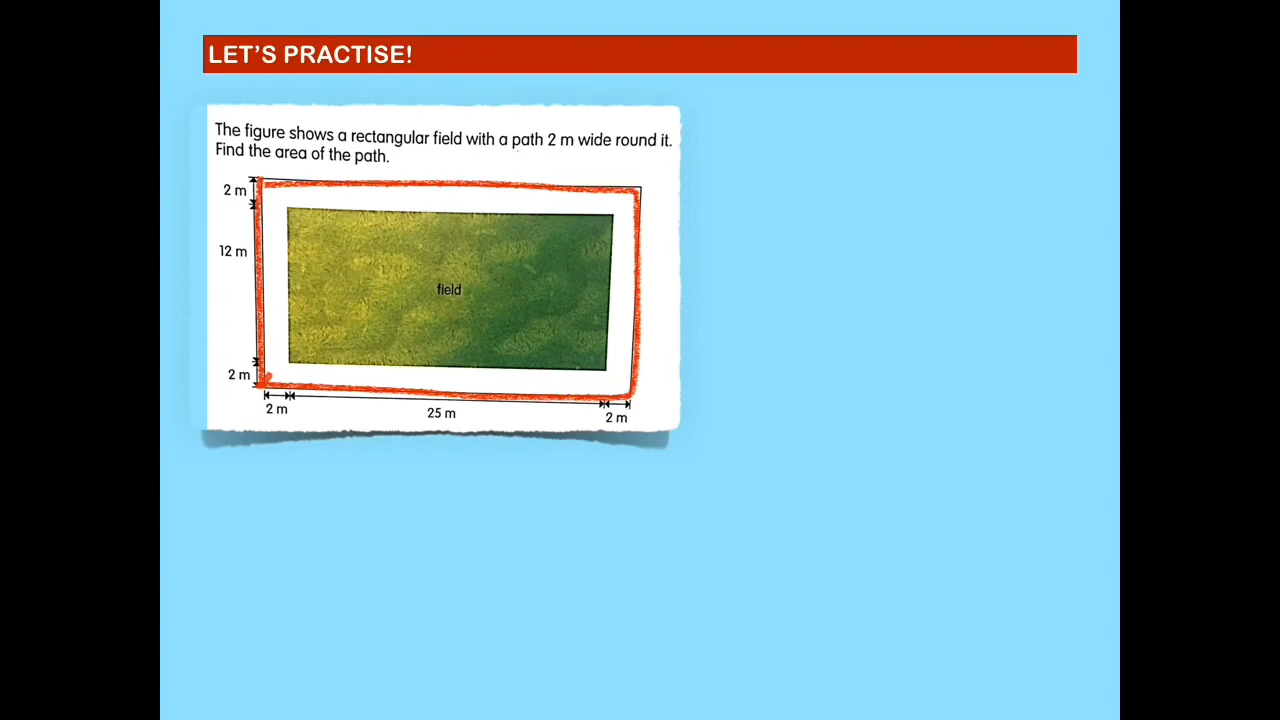 LET'S PRACTISE!
The figure shows a rectangular field with a path 2 m wide round it.
Find the area of the path.
2 m
12 m
field
2 m
2 m
25 m
2 m